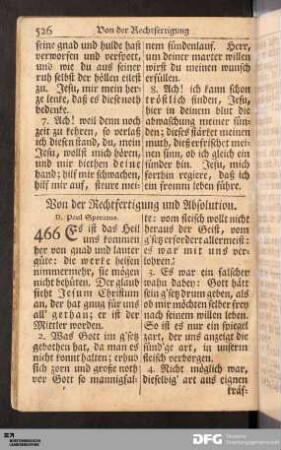 526
Von der Rechtfertigung
seine gnad und hulde hast
verworfen und verspott,
und wie du aus seiner
ruh selbst der höllen eilest
zu. Jesu, mir mein her-
ze lenke, daß es diese noth
bedenke.
7. Ach! weil denn noch
zeit zu kehren, so verlaß
ich diesen stand, du, mein
Jesu, wollst mich hören,
und mir biethen deine
hand; hilf mir schwachen,
hilf mir auf, steure mei-
nem sündenlauf. Herr,
um deiner marter willen
wirst du meinen wunsch
erfüllen.
8. Ach! ich kann schon
tröstlich finden, Jesu,
hier in deinem blut die
abwaschung meiner sün-
den; dieses stärket meinen
muth, dieß erfrischet mei-
nen sinn, ob ich gleich ein
sünder bin. Jesu, mich
forthin regiere, daß ich
ein fromm leben führe.
Von der Rechtfertigung und Absolution.
D. Paul Speratus.
466 Es ist das Heil
uns kommen
her von gnad und lauter
güte: die werke helfen
nimmermehr, sie mögen
nicht behüten. Der glaub
sieht Jesum Christum
an, der hat gnug für uns
all' gethan; er ist der
Mittler worden.
2. Was Gott im g'setz
gebothen hat, da man es
nicht konnt halten; erhub
sich zorn und große noth
vor Gott so mannigfal-
te: vom fleisch wollt nicht
heraus der Geist, vom
g'setz erfordert allermeist:
es war mit uns ver-
lohren:
3. Es war ein falscher
wahn dabey: Gott hätt
sein g'setz drum geben, als
ob wir möchten selber frey
nach seinem willen leben.
So ist es nur ein spiegel
zart, der uns anzeigt die
sünd'ge art, in unserm
fleisch verborgen.
4. Nicht möglich war,
dieselbig' art aus eignen
kräf-
DFG